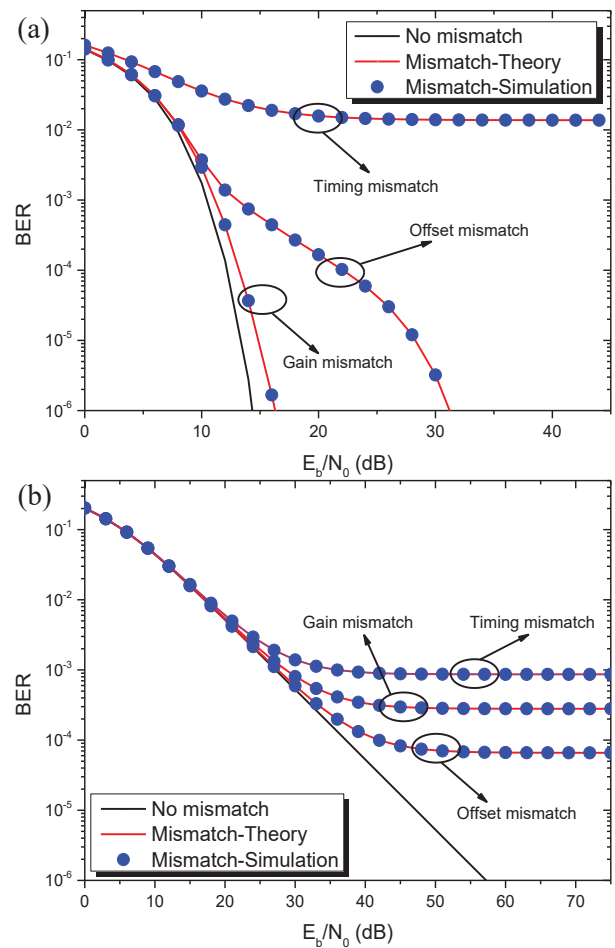 (a)
No mismatch
Mismatch-Theory
Mismatch-Simulation
10^-1
10^-2
10^-3
10^-4
10^-5
10^-6
BER
Timing mismatch
Offset mismatch
Gain mismatch
0 10 20 30 40
E_b/N_0 (dB)
(b)
10^-1
10^-2
10^-3
10^-4
10^-5
10^-6
BER
Gain mismatch
Timing mismatch
Offset mismatch
No mismatch
Mismatch-Theory
Mismatch-Simulation
0 10 20 30 40 50 60 70
E_b/N_0 (dB)